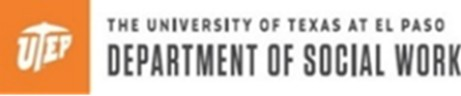 UTEP
THE UNIVERSITY OF TEXAS AT EL PASO
DEPARTMENT OF SOCIAL WORK